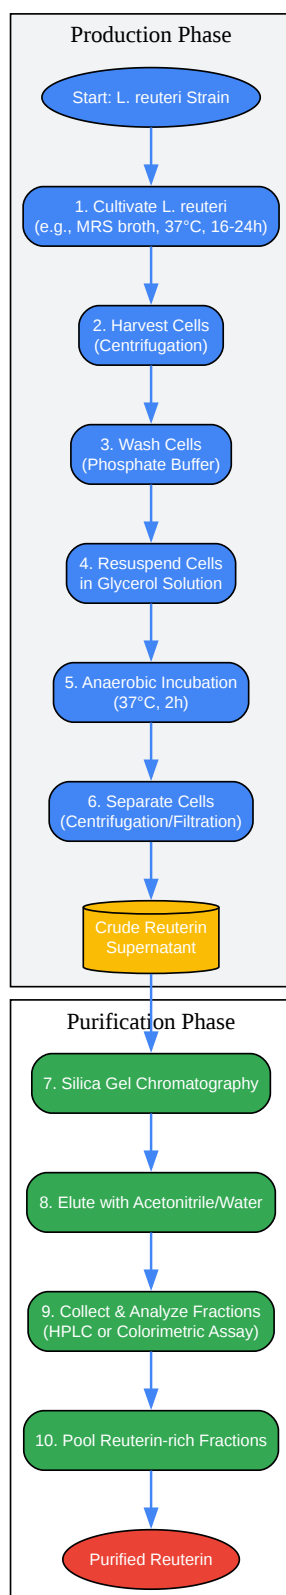 Production Phase
Start: L. reuteri Strain
1. Cultivate L. reuteri
(e.g., MRS broth, 37°C, 16-24h)
2. Harvest Cells
(Centrifugation)
3. Wash Cells
(Phosphate Buffer)
4. Resuspend Cells
in Glycerol Solution
5. Anaerobic Incubation
(37°C, 2h)
6. Separate Cells
(Centrifugation/Filtration)
Crude Reuterin
Supernatant
Purification Phase
7. Silica Gel Chromatography
8. Elute with Acetonitrile/Water
9. Collect & Analyze Fractions
(HPLC or Colorimetric Assay)
10. Pool Reuterin-rich Fractions
Purified Reuterin